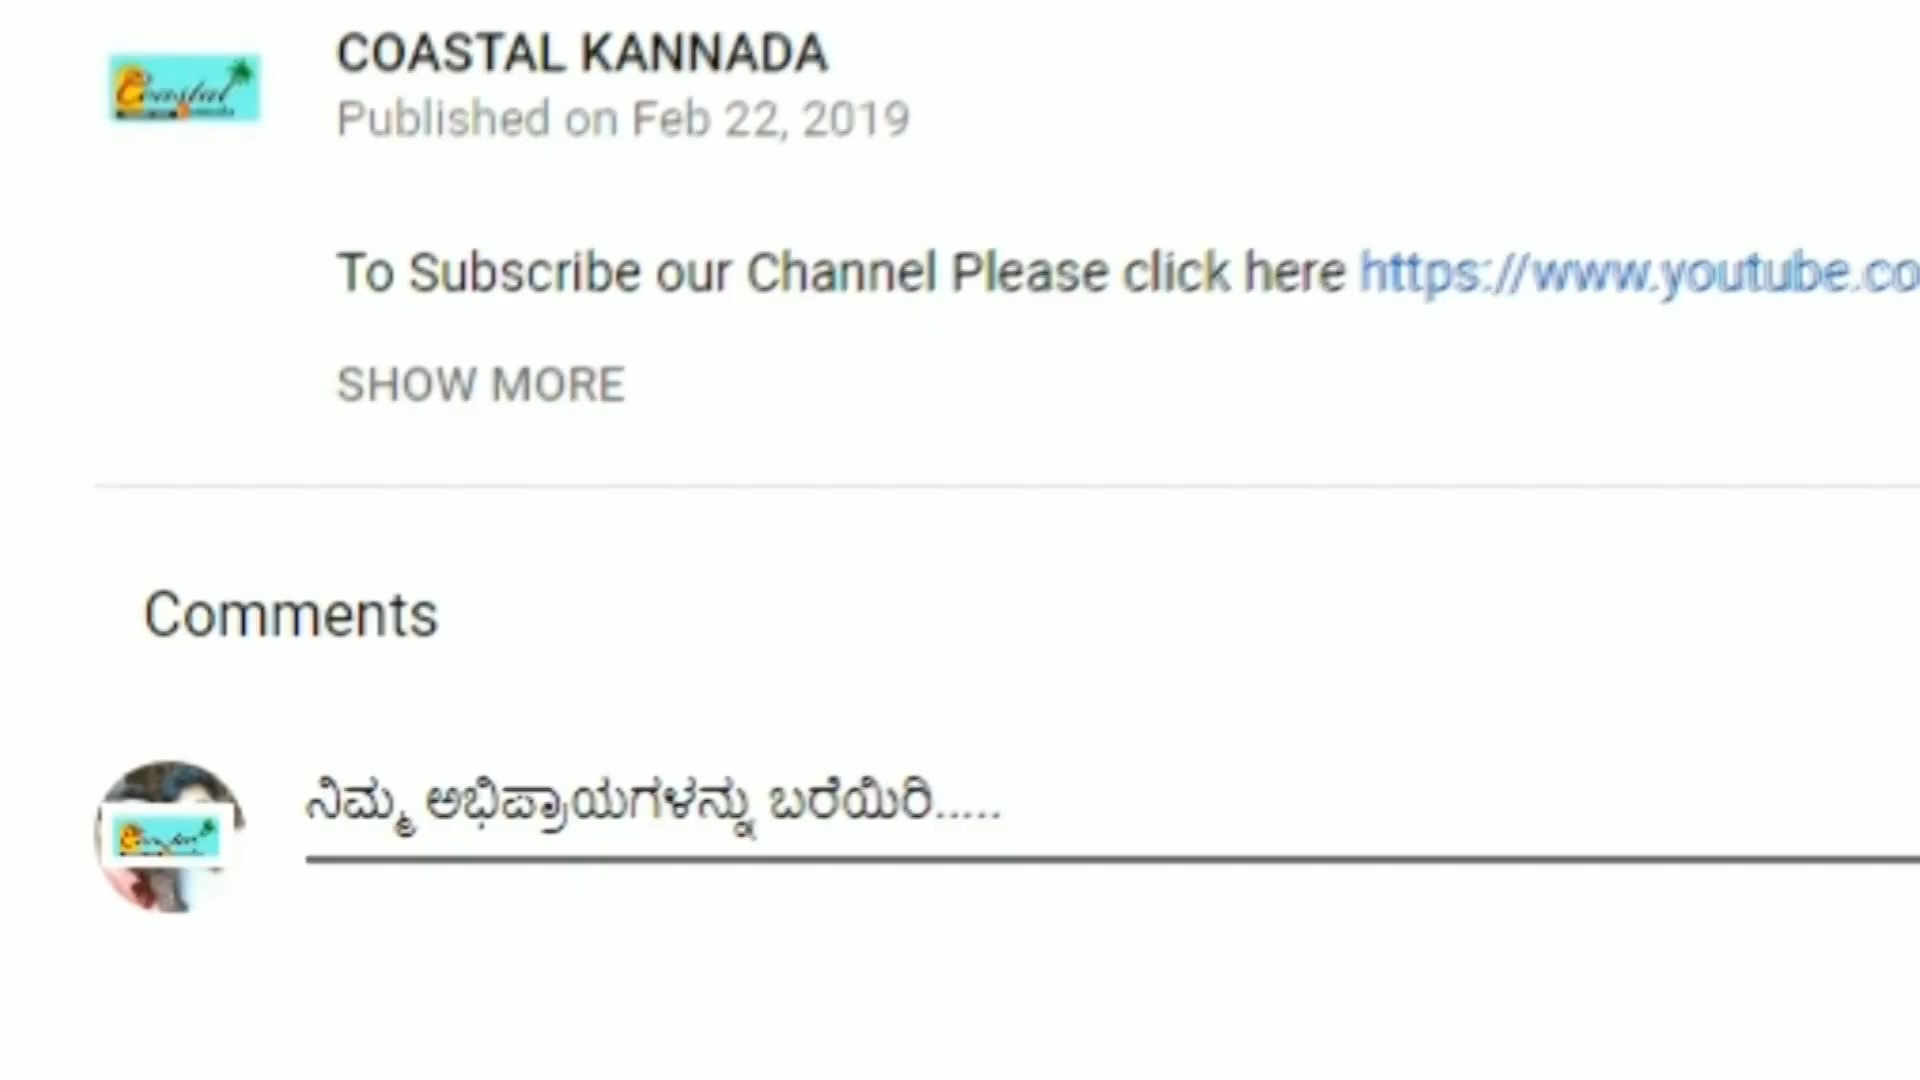 COASTAL KANNADA
Coastal
Published on Feb 22, 2019
To Subscribe our Channel Please click here https://www.youtube.co
SHOW MORE
Comments
ನಿಮ್ಮ ಅಭಿಪ್ರಾಯಗಳನ್ನು ಬರೆಯಿರಿ.....